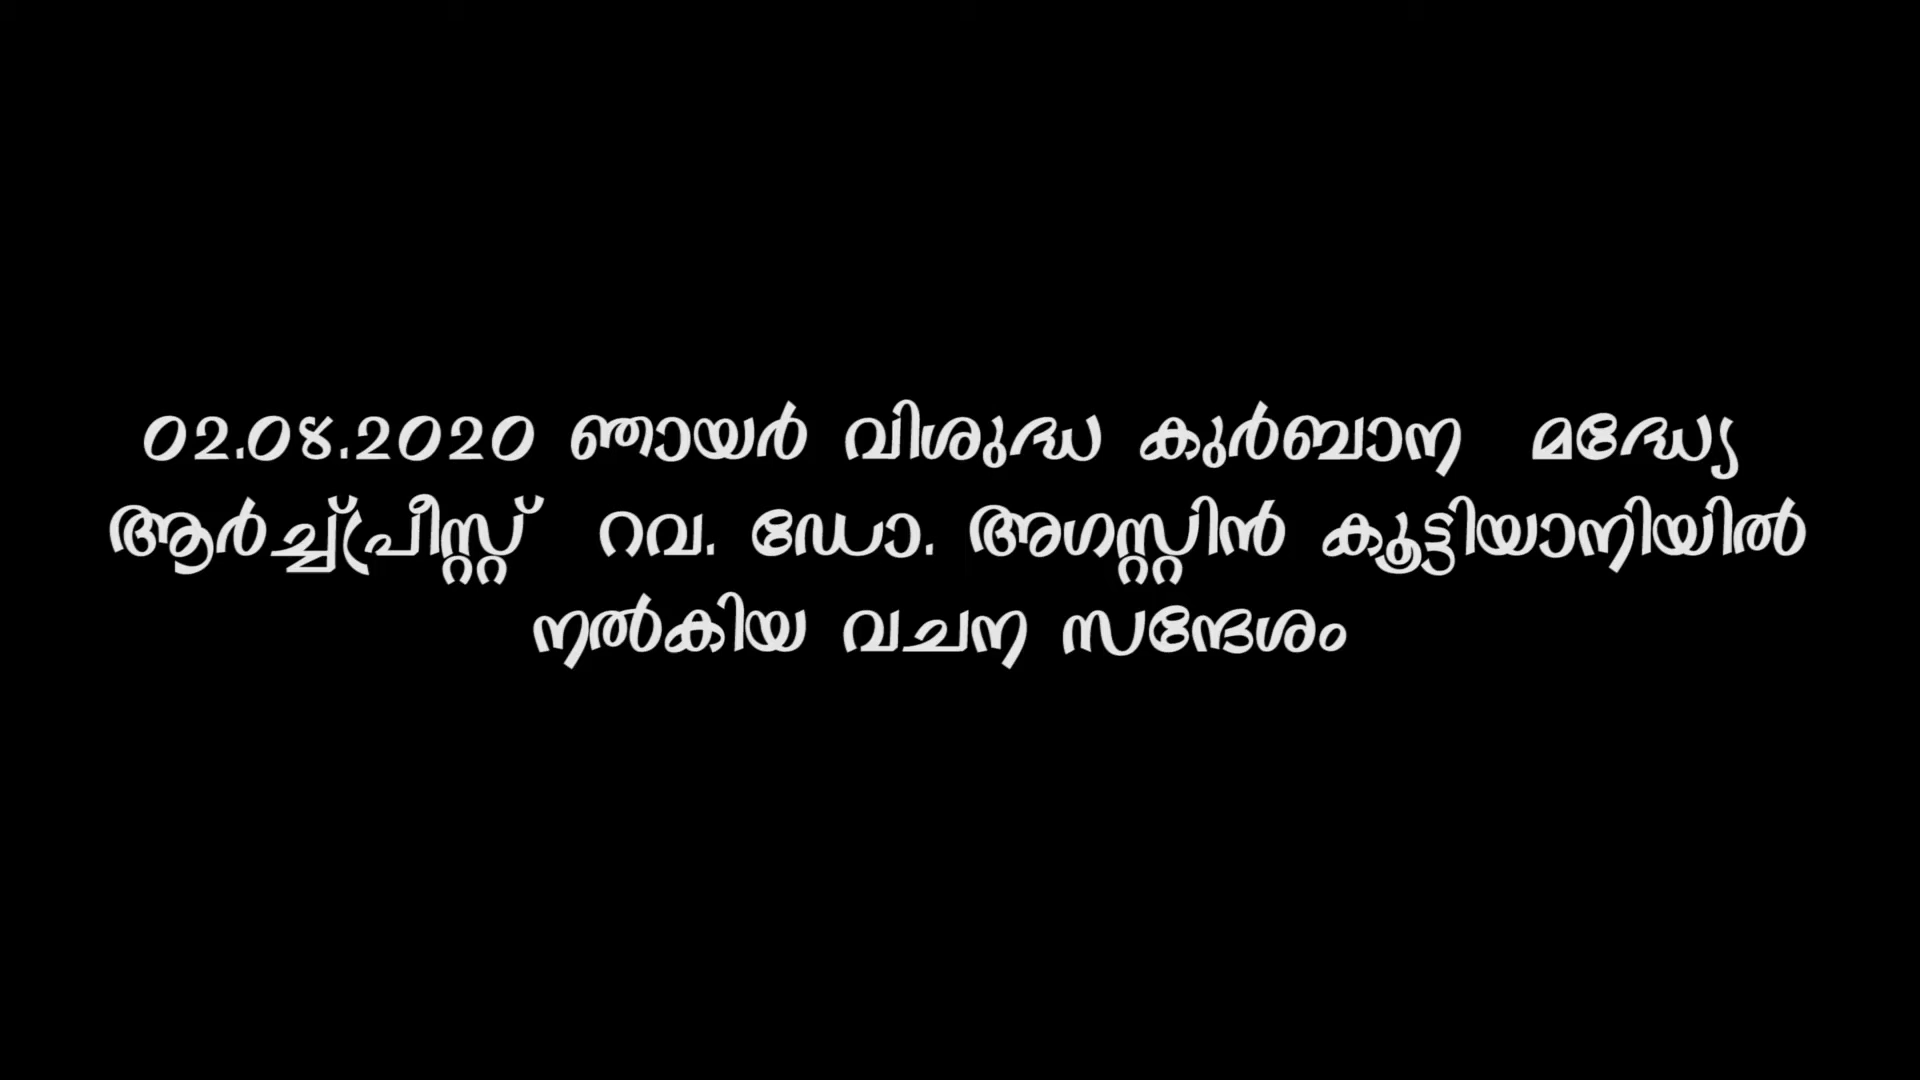 02.08.2020 ഞായർ വിശുദ്ധ കുർബാന മദ്ധ്യേ
ആർച്ച്പ്രീസ്റ്റ് റവ. ഡോ. അഗസ്റ്റിൻ കൂട്ടിയാനിയിൽ
നൽകിയ വചന സന്ദേശം